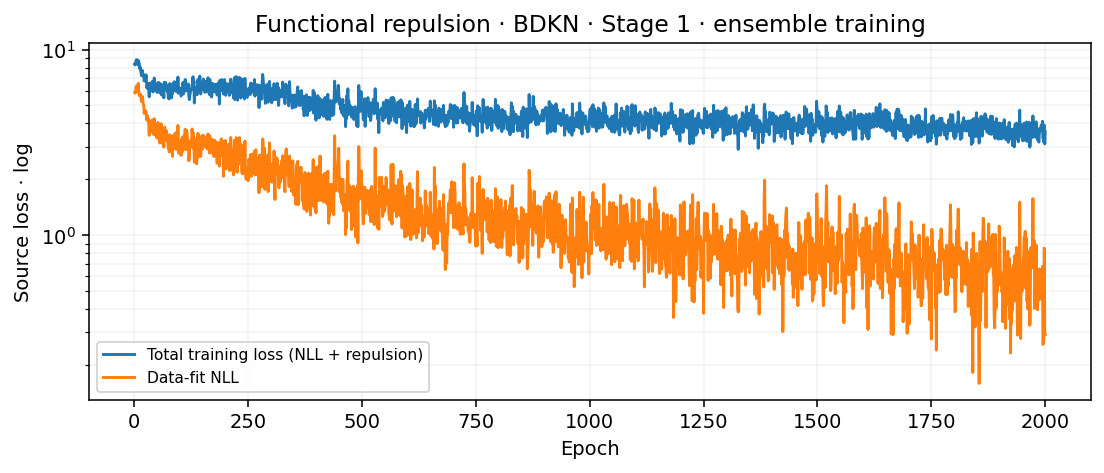 Functional repulsion · BDKN · Stage 1 · ensemble training
Source loss · log
10¹
10⁰
Total training loss (NLL + repulsion)
Data-fit NLL
0 250 500 750 1000 1250 1500 1750 2000
Epoch